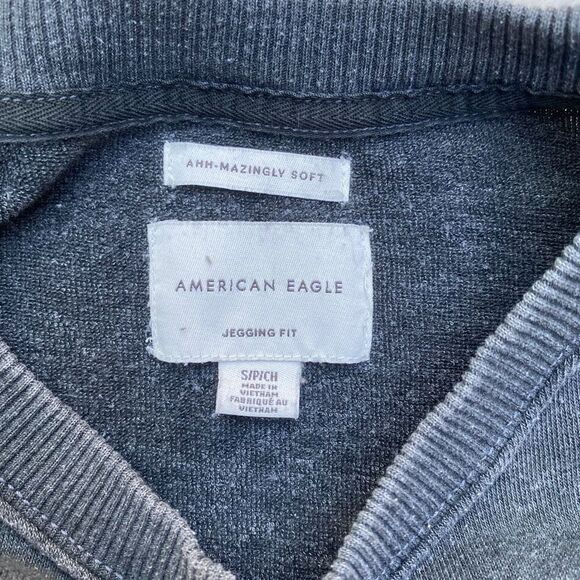 AHH-MAZINGLY SOFT
AMERICAN EAGLE
JEGGING FIT
S/P/CH
MADE IN
VIETNAM
FABRIQUÉ AU
VIETNAM